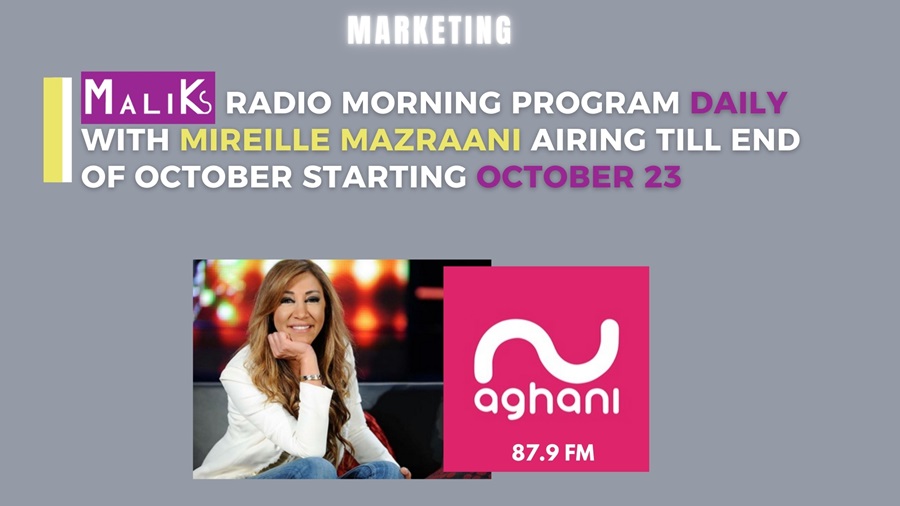 MARKETING
MALIKS RADIO MORNING PROGRAM DAILY
WITH MIREILLE MAZRAANI AIRING TILL END
OF OCTOBER STARTING OCTOBER 23
aghani
87.9 FM